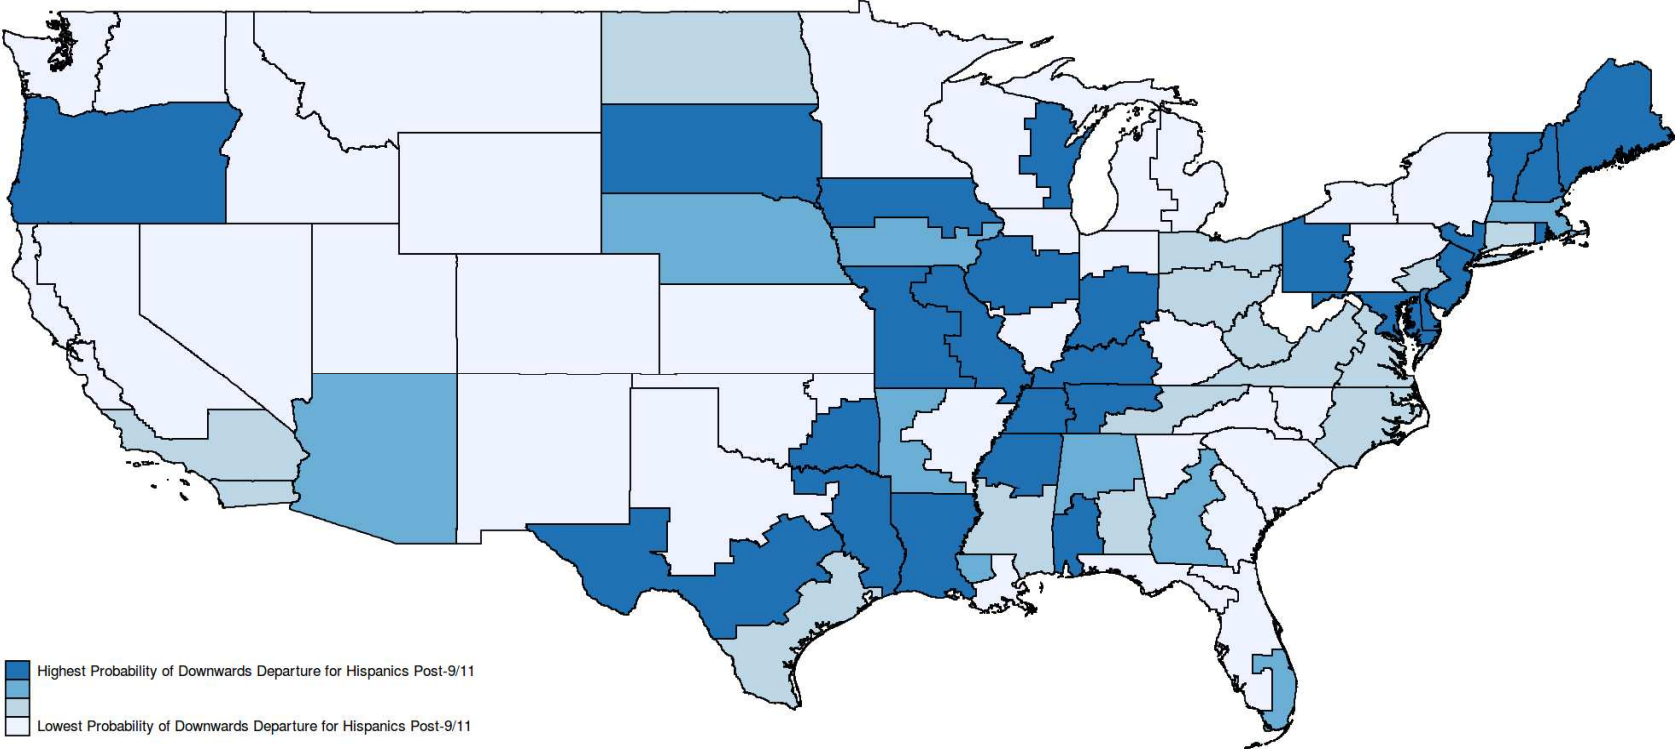 Highest Probability of Downwards Departure for Hispanics Post-9/11
Lowest Probability of Downwards Departure for Hispanics Post-9/11